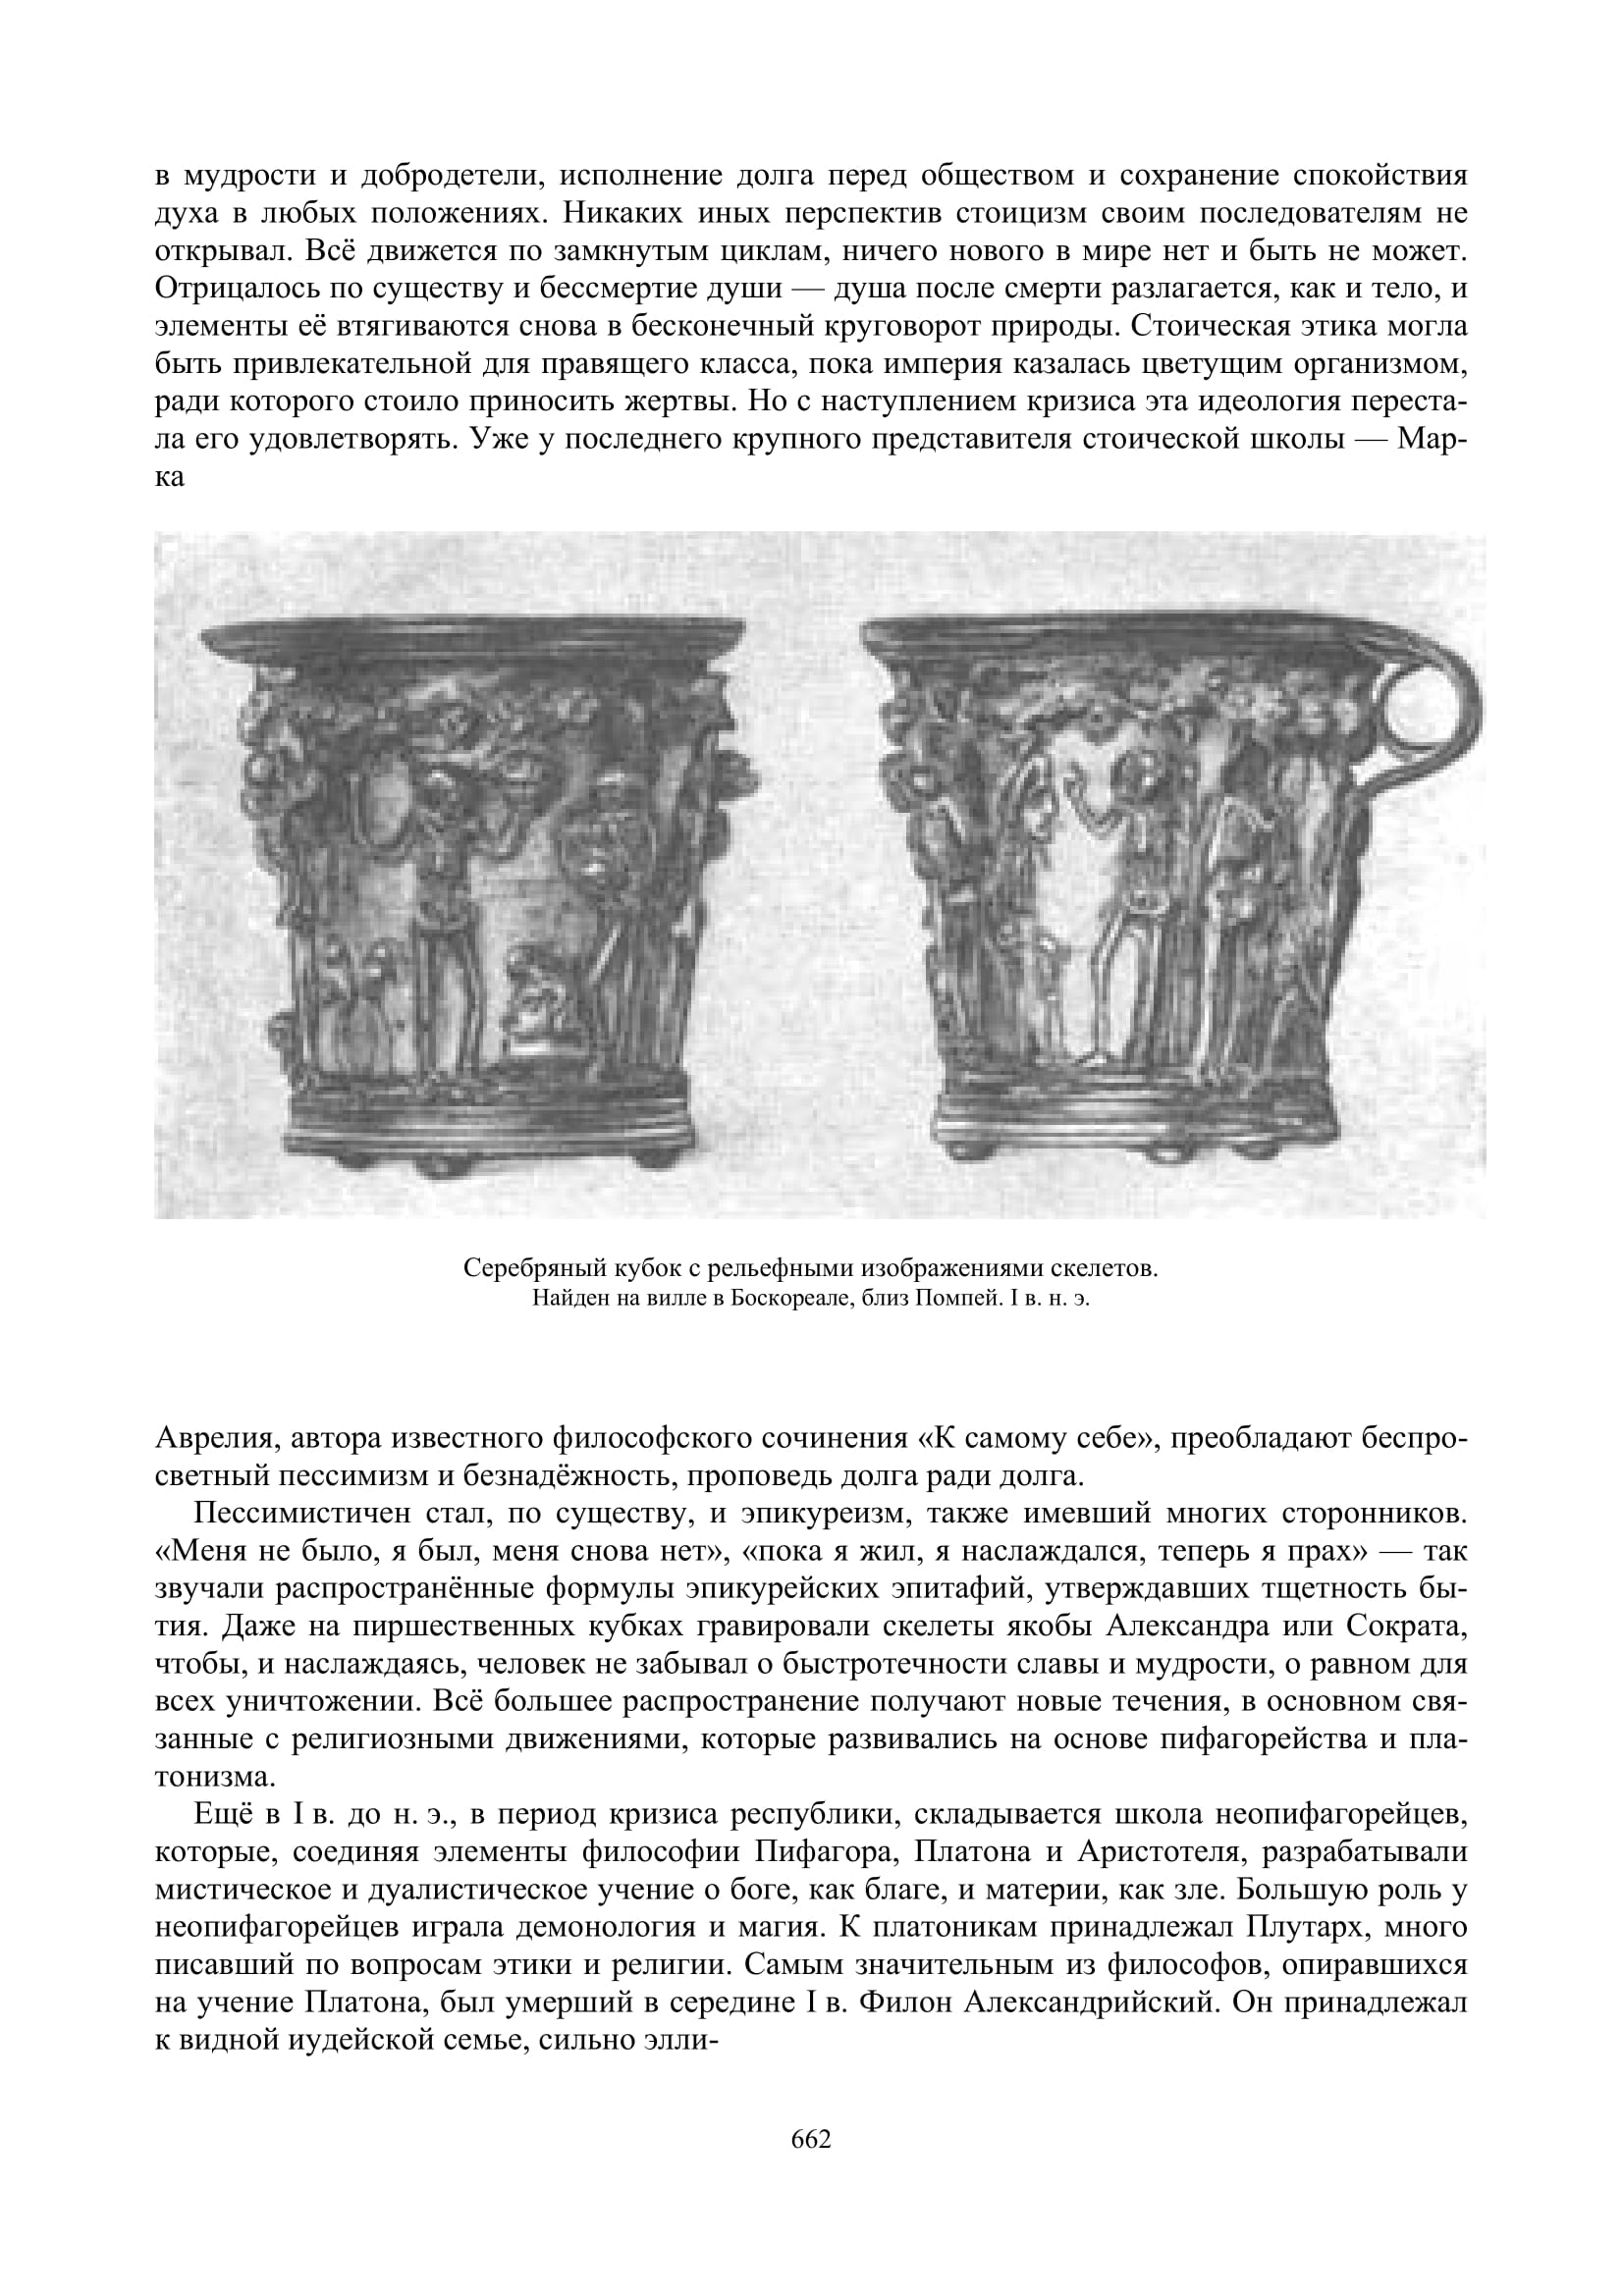 в мудрости и добродетели, исполнение долга перед обществом и сохранение спокойствия
духа в любых положениях. Никаких иных перспектив стоицизм своим последователям не
открывал. Всё движется по замкнутым циклам, ничего нового в мире нет и быть не может.
Отрицалось по существу и бессмертие души — душа после смерти разлагается, как и тело, и
элементы её втягиваются снова в бесконечный круговорот природы. Стоическая этика могла
быть привлекательной для правящего класса, пока империя казалась цветущим организмом,
ради которого стоило приносить жертвы. Но с наступлением кризиса эта идеология переста-
ла его удовлетворять. Уже у последнего крупного представителя стоической школы — Мар-
ка
Серебряный кубок с рельефными изображениями скелетов.
Найден на вилле в Боскореале, близ Помпей. I в. н. э.
Аврелия, автора известного философского сочинения «К самому себе», преобладают беспро-
светный пессимизм и безнадёжность, проповедь долга ради долга.
Пессимистичен стал, по существу, и эпикуреизм, также имевший многих сторонников.
«Меня не было, я был, меня снова нет», «пока я жил, я наслаждался, теперь я прах» — так
звучали распространённые формулы эпикурейских эпитафий, утверждавших тщетность бы-
тия. Даже на пиршественных кубках гравировали скелеты якобы Александра или Сократа,
чтобы, и наслаждаясь, человек не забывал о быстротечности славы и мудрости, о равном для
всех уничтожении. Всё большее распространение получают новые течения, в основном свя-
занные с религиозными движениями, которые развивались на основе пифагорейства и пла-
тонизма.
Ещё в I в. до н. э., в период кризиса республики, складывается школа неопифагорейцев,
которые, соединяя элементы философии Пифагора, Платона и Аристотеля, разрабатывали
мистическое и дуалистическое учение о боге, как благе, и материи, как зле. Большую роль у
неопифагорейцев играла демонология и магия. К платоникам принадлежал Плутарх, много
писавший по вопросам этики и религии. Самым значительным из философов, опиравшихся
на учение Платона, был умерший в середине I в. Филон Александрийский. Он принадлежал
к видной иудейской семье, сильно элли-
662